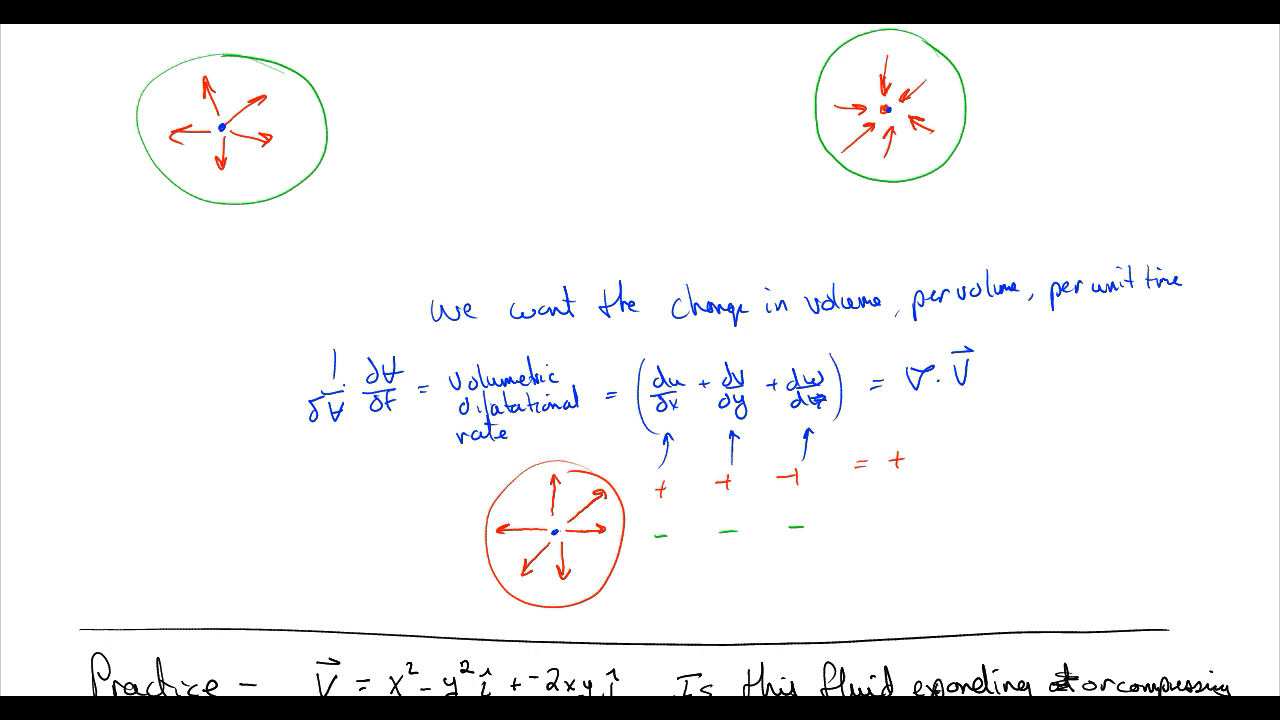 We want the change in volume, per volume, per unit time
1/δV ∂V/∂t = volumetric dilatational rate = (du/dx + dv/dy + dw/dz) = ∇·V⃗
+ + + = +
- - -
Practice - V⃗ = x² - y² î + -2xy ĵ Is this fluid expanding or compressing